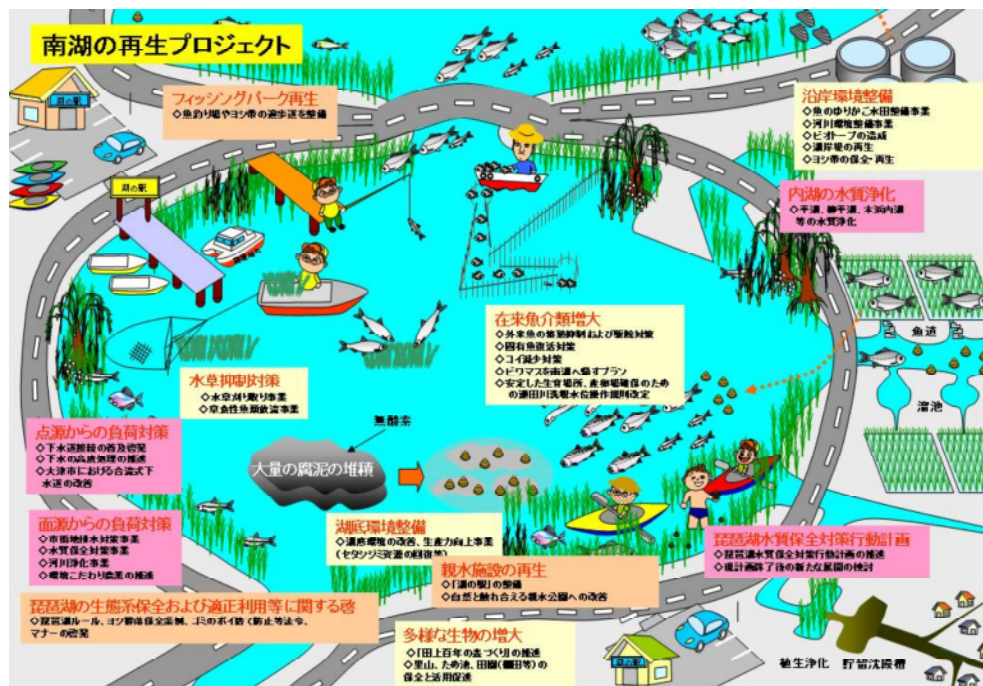 南湖の再生プロジェクト
湖の駅
フィッシングパーク再生
◇魚釣り場やヨシ帯の遊歩道を整備
沿岸環境整備
◇魚のゆりかご水田整備事業
◇河川環境整備事業
◇ビオトープの造成
◇湖岸堤の再生
◇ヨシ帯の保全・再生
湖の駅
内湖の水質浄化
◇平湖、柳平湖、木浜内湖
等の水質浄化
魚道
在来魚介類増大
◇外来魚の繁殖抑制および駆除対策
◇固有魚復活対策
◇コイ減少対策
◇ビワマスを南湖へ帰すプラン
◇安定した生育場所、産卵場確保のため
の瀬田川洗堰水位操作規則改定
水草抑制対策
◇水草刈り取り事業
◇草食性魚類放流事業
溜池
無酸素
大量の腐泥の堆積
点源からの負荷対策
◇下水道接続の普及啓発
◇下水の高度処理の推進
◇大津市における合流式下
水道の改善
面源からの負荷対策
◇市街地排水対策事業
◇水質保全対策事業
◇河川浄化事業
◇環境こだわり農業の推進
湖底環境整備
◇湖底環境の改善、生産力向上事業
(セタシジミ資源の回復等)
琵琶湖水質保全対策行動計画
◇琵琶湖水質保全対策行動計画の推進
◇現計画終了後の新たな展開の検討
親水施設の再生
◇「湖の駅」の整備
◇自然と触れ合える親水公園への改善
琵琶湖の生態系保全および適正利用等に関する啓
◇琵琶湖ルール、ヨシ群落保全条例、ゴミのポイ捨て防止等法令、
マナーの啓発
多様な生物の増大
◇「田上百年の森づくり」の推進
◇里山、ため池、田園(棚田等)の
保全と活用促進
湖の駅
植生浄化 貯留沈殿槽